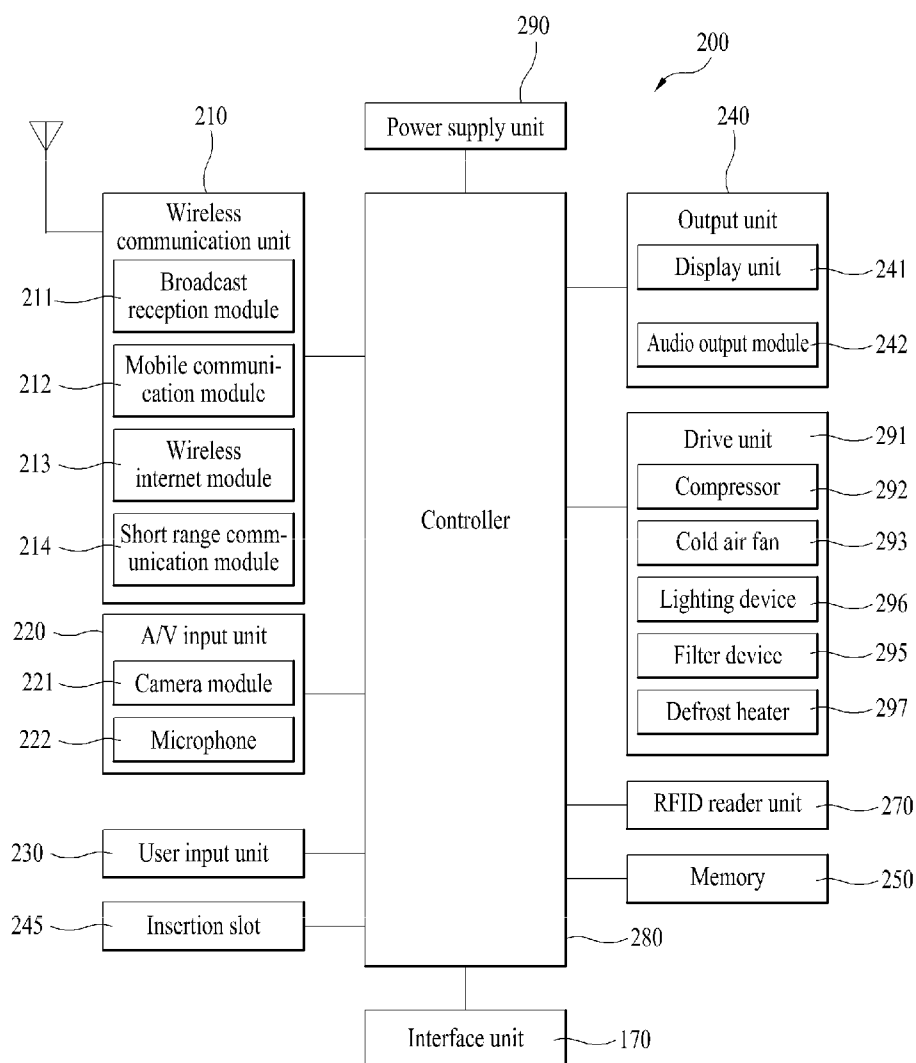 290
200
Power supply unit
210
Wireless
communication unit
211
Broadcast
reception module
212
Mobile communi-
cation module
213
Wireless
internet module
214
Short range comm-
unication module
220
A/V input unit
221
Camera module
222
Microphone
230
User input unit
245
Insertion slot
Controller
280
240
Output unit
Display unit
241
Audio output module
242
Drive unit
291
Compressor
292
Cold air fan
293
Lighting device
296
Filter device
295
Defrost heater
297
RFID reader unit
270
Memory
250
Interface unit
170